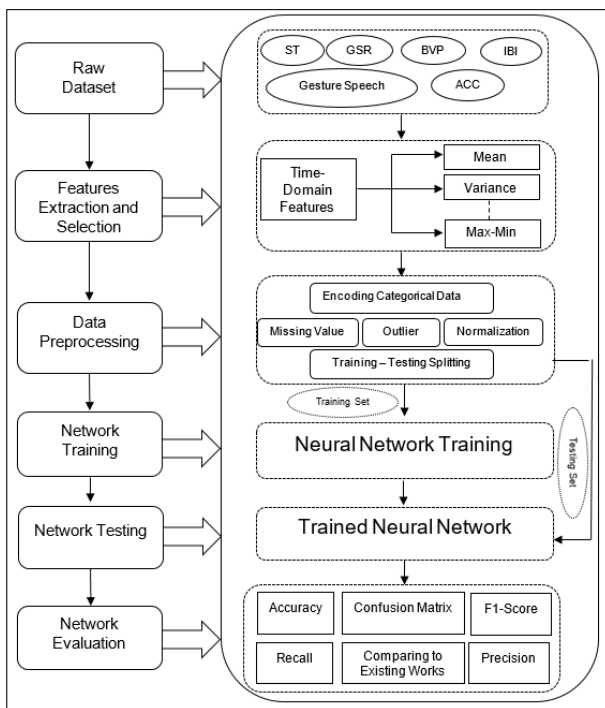 Raw
Dataset
Features
Extraction and
Selection
Data
Preprocessing
Network
Training
Network Testing
Network
Evaluation
ST
GSR
BVP
IBI
Gesture Speech
ACC
Time-
Domain
Features
Mean
Variance
Max-Min
Encoding Categorical Data
Missing Value
Outlier
Normalization
Training – Testing Splitting
Training Set
Testing Set
Neural Network Training
Trained Neural Network
Accuracy
Confusion Matrix
F1-Score
Recall
Comparing to
Existing Works
Precision